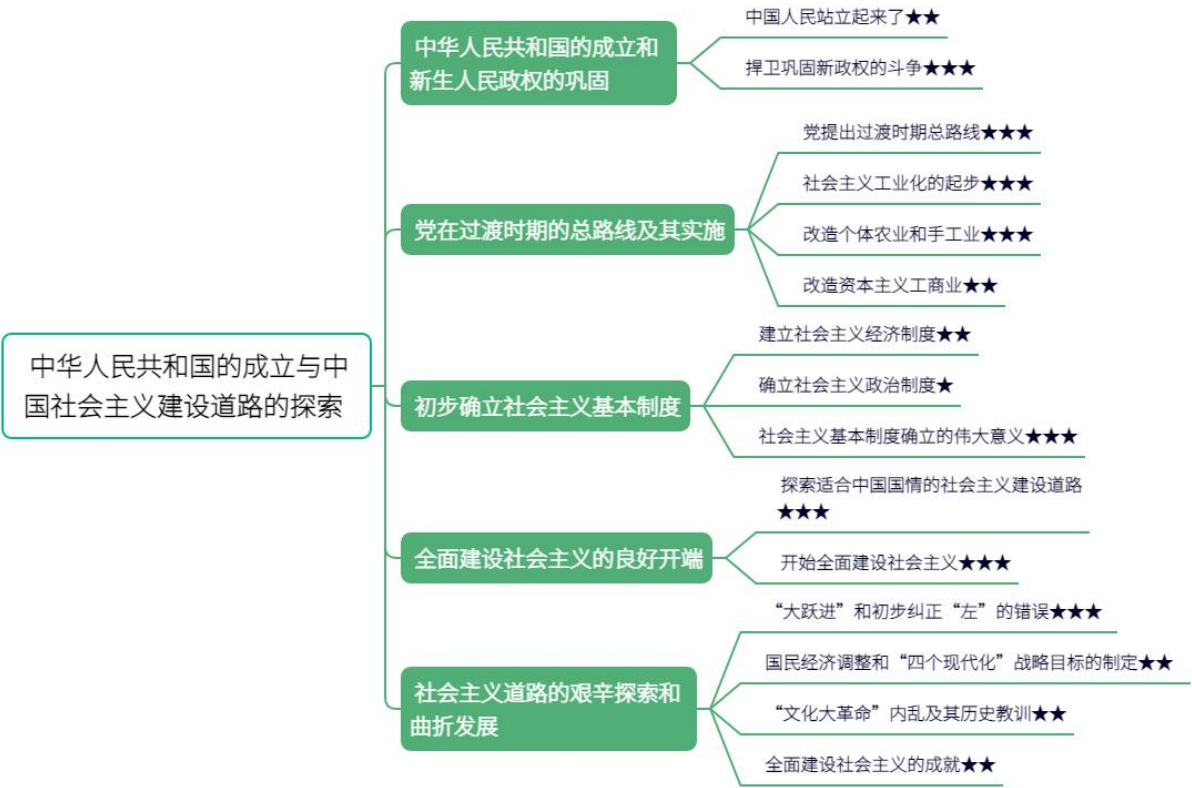 中华人民共和国的成立与中
国社会主义建设道路的探索
中华人民共和国的成立和
新生人民政权的巩固
中国人民站立起来了★★
捍卫巩固新政权的斗争★★★
党在过渡时期的总路线及其实施
党提出过渡时期总路线★★★
社会主义工业化的起步★★★
改造个体农业和手工业★★★
改造资本主义工商业★★
初步确立社会主义基本制度
建立社会主义经济制度★★
确立社会主义政治制度★
社会主义基本制度确立的伟大意义★★★
全面建设社会主义的良好开端
探索适合中国国情的社会主义建设道路
★★★
开始全面建设社会主义★★★
社会主义道路的艰辛探索和
曲折发展
“大跃进”和初步纠正“左”的错误★★★
国民经济调整和“四个现代化”战略目标的制定★★
“文化大革命”内乱及其历史教训★★
全面建设社会主义的成就★★